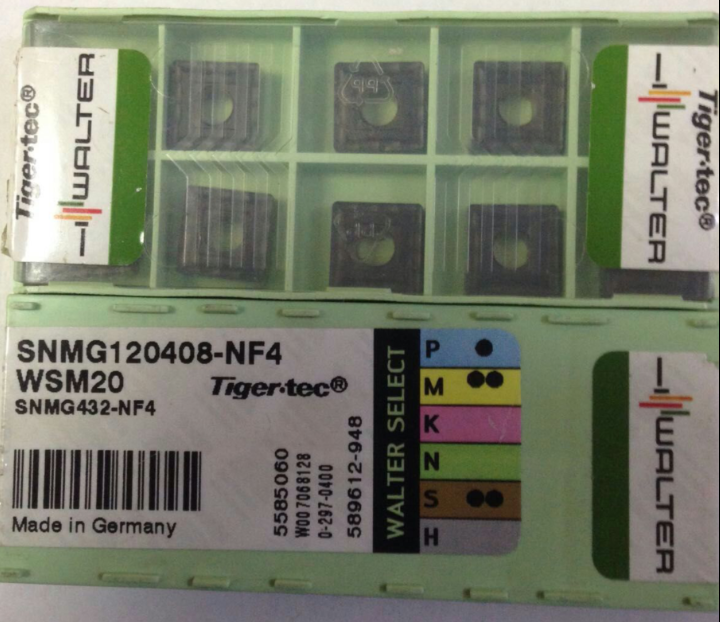 Tiger·tec®
WALTER
WALTER
Tiger·tec®
SNMG120408-NF4
WSM20
Tiger·tec®
SNMG432-NF4
Made in Germany
5585060
W007068128
0-297-0400
589612-948
WALTER SELECT
P
M
K
N
S
H
WALTER